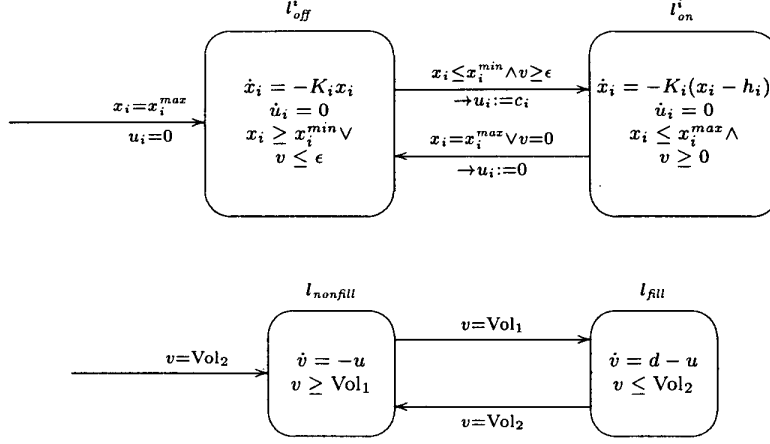 l^i_off
l^i_on
ẋ_i = −K_i x_i
u̇_i = 0
x_i ≥ x_i^min ∨
v ≤ ϵ
x_i=x_i^max
u_i=0
x_i≤x_i^min∧v≥ϵ
→u_i:=c_i
x_i=x_i^max∨v=0
→u_i:=0
ẋ_i = −K_i(x_i − h_i)
u̇_i = 0
x_i ≤ x_i^max ∧
v ≥ 0
l_nonfill
l_fill
v=Vol_2
v̇ = −u
v ≥ Vol_1
v=Vol_1
v=Vol_2
v̇ = d − u
v ≤ Vol_2